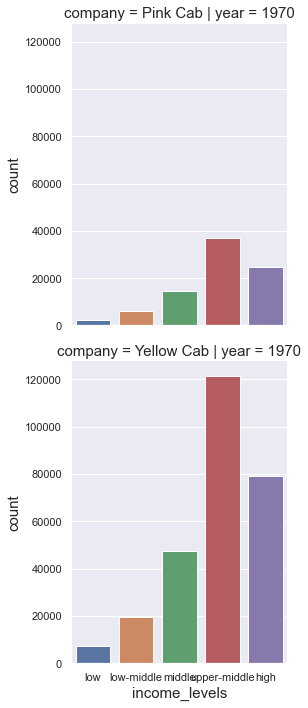 company = Pink Cab | year = 1970
120000
100000
80000
60000
40000
20000
0
count
company = Yellow Cab | year = 1970
120000
100000
80000
60000
40000
20000
0
count
low low-middle middle upper-middle high
income_levels